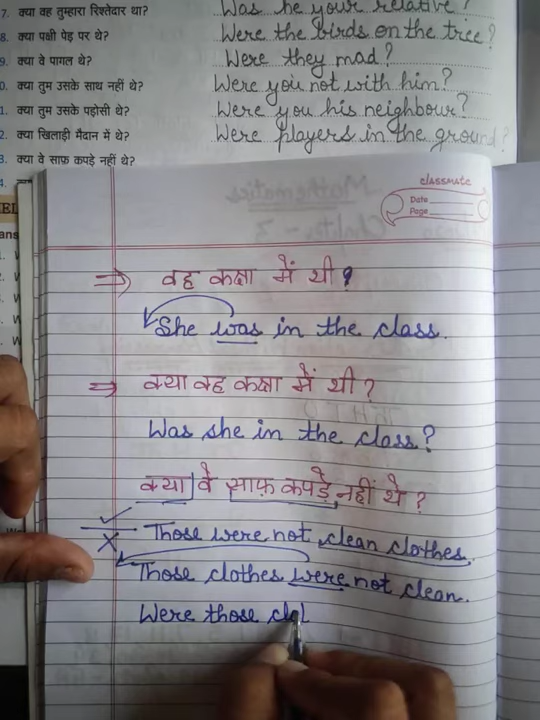 7. क्या वह तुम्हारा रिश्तेदार था? Was he your relative?
8. क्या पक्षी पेड़ पर थे? Were the birds on the tree?
9. क्या वे पागल थे? Were they mad?
0. क्या तुम उसके साथ नहीं थे? Were you not with him?
1. क्या तुम उसके पड़ोसी थे? Were you his neighbour?
2. क्या खिलाड़ी मैदान में थे? Were players in the ground?
3. क्या वे साफ़ कपड़े नहीं थे?
4.
classmate
Date
Page
⇒ वह कक्षा में थी?
She was in the class.
⇒ क्या वह कक्षा में थी?
Was she in the class?
क्या वे साफ़ कपड़े नहीं थे?
Those were not clean clothes.
Those clothes were not clean.
Were those clo